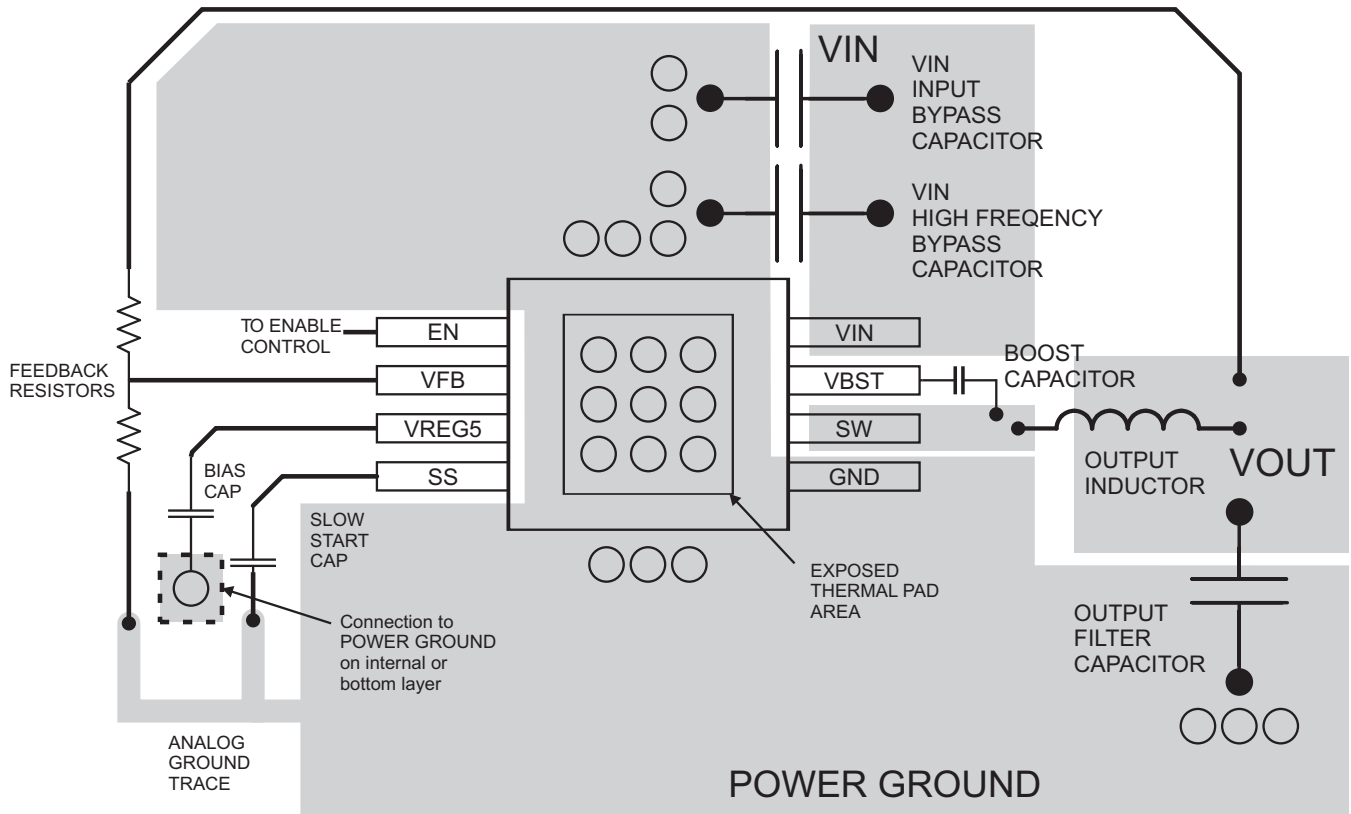 VIN
VIN
INPUT
BYPASS
CAPACITOR
VIN
HIGH FREQENCY
BYPASS
CAPACITOR
TO ENABLE
CONTROL
EN
VFB
VREG5
SS
VIN
VBST
SW
GND
BOOST
CAPACITOR
FEEDBACK
RESISTORS
BIAS
CAP
SLOW
START
CAP
OUTPUT
INDUCTOR
VOUT
EXPOSED
THERMAL PAD
AREA
Connection to
POWER GROUND
on internal or
bottom layer
OUTPUT
FILTER
CAPACITOR
ANALOG
GROUND
TRACE
POWER GROUND